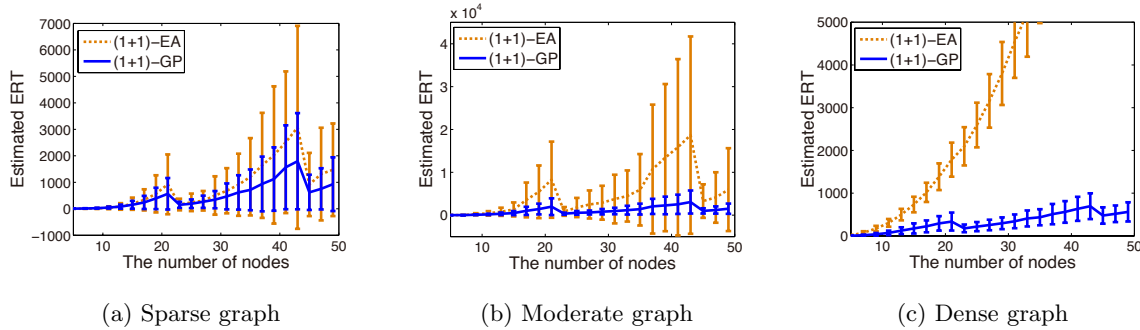 7000
6000
5000
4000
3000
2000
1000
0
−1000
Estimated ERT
(1+1)−EA
(1+1)−GP
10 20 30 40 50
The number of nodes
(a) Sparse graph
x 10⁴
4
3
2
1
0
Estimated ERT
(1+1)−EA
(1+1)−GP
10 20 30 40 50
The number of nodes
(b) Moderate graph
5000
4000
3000
2000
1000
0
Estimated ERT
(1+1)−EA
(1+1)−GP
10 20 30 40 50
The number of nodes
(c) Dense graph